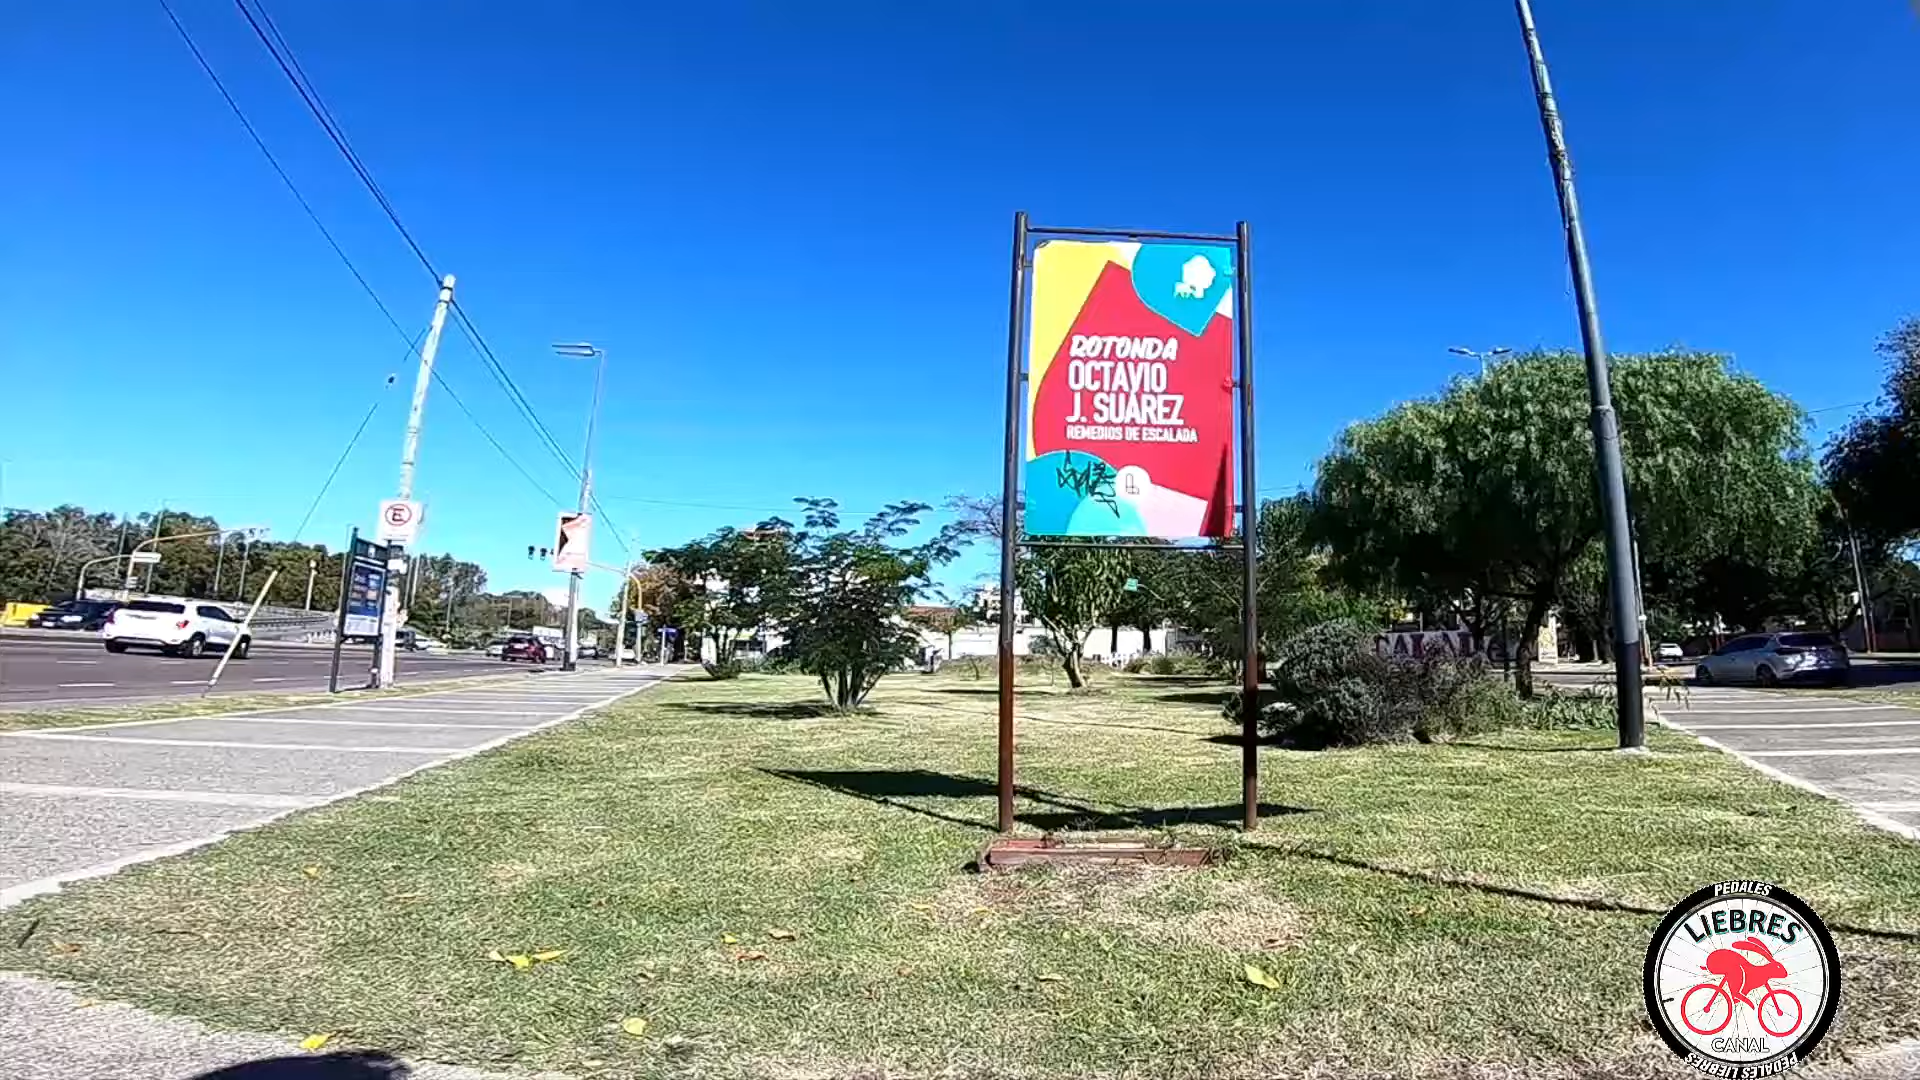 ROTONDA
OCTAVIO
J. SUAREZ
REMEDIOS DE ESCALADA
E
PEDALES
LIEBRES
CANAL
PEDALES LIEBRES